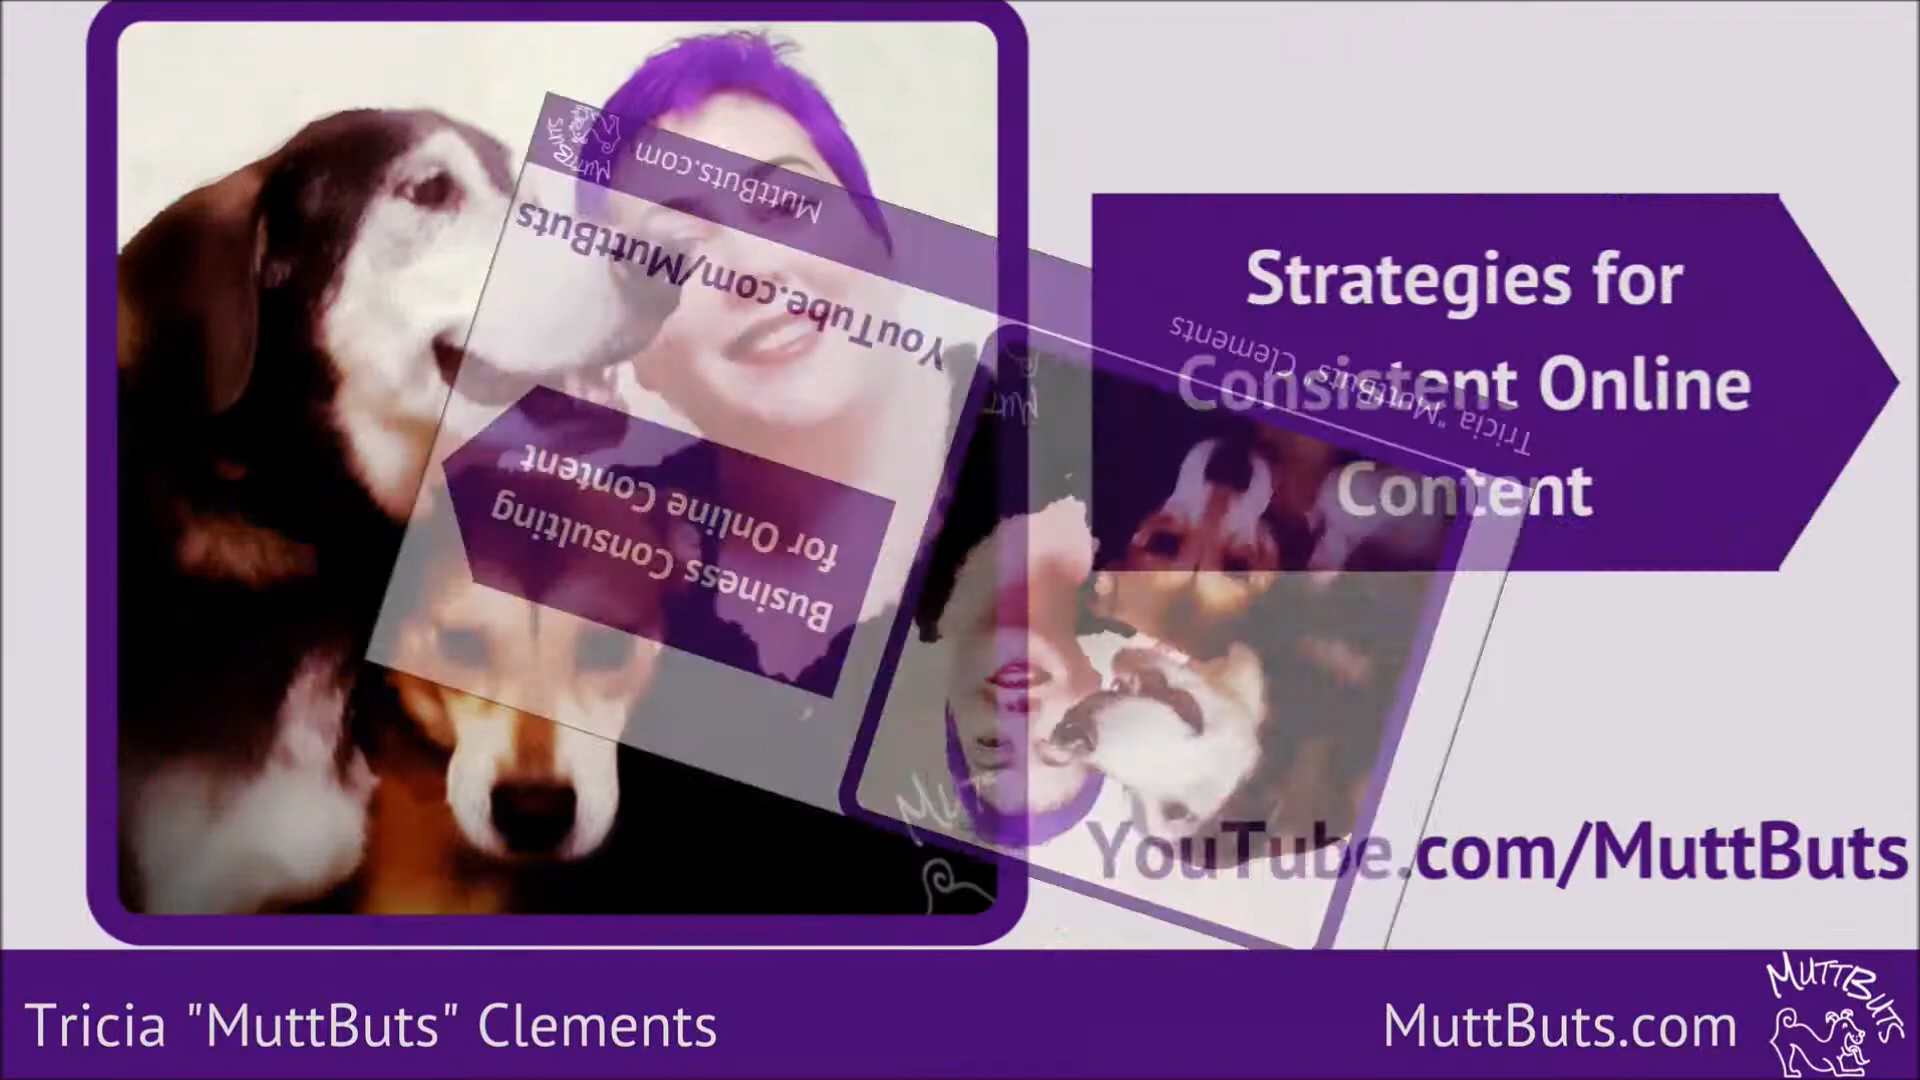 Strategies for
Consistent Online
Content
YouTube.com/MuttButs
Tricia "MuttButs" Clements
MuttButs.com
MUTTBUTS
Tricia "MuttButs" Clements
MuttButs.com
MUTTBUTS
YouTube.com/MuttButs
Business Consulting
for Online Content